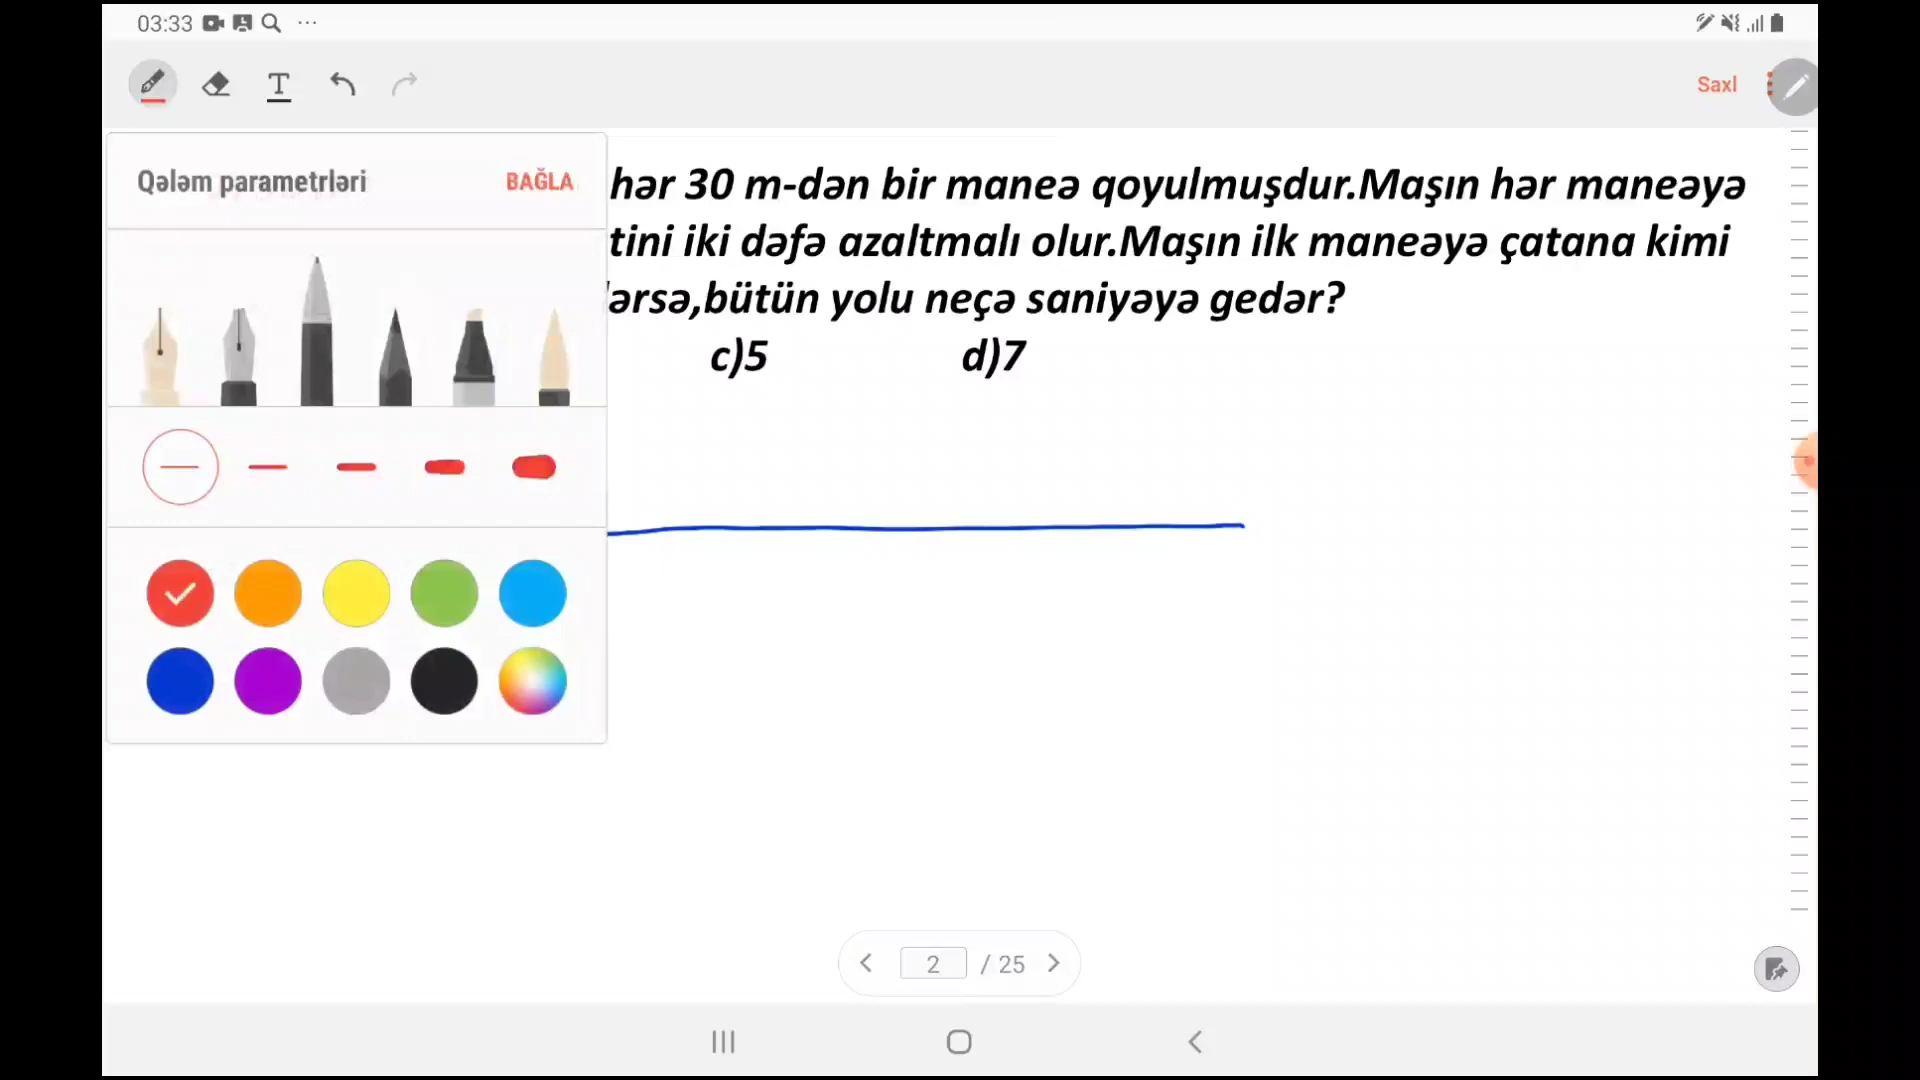 03:33
Saxl
Qələm parametrləri
BAĞLA
hər 30 m-dən bir maneə qoyulmuşdur.Maşın hər maneəyə
tini iki dəfə azaltmalı olur.Maşın ilk maneəyə çatana kimi
ərsə,bütün yolu neçə saniyəyə gedər?
c)5 d)7
2 / 25